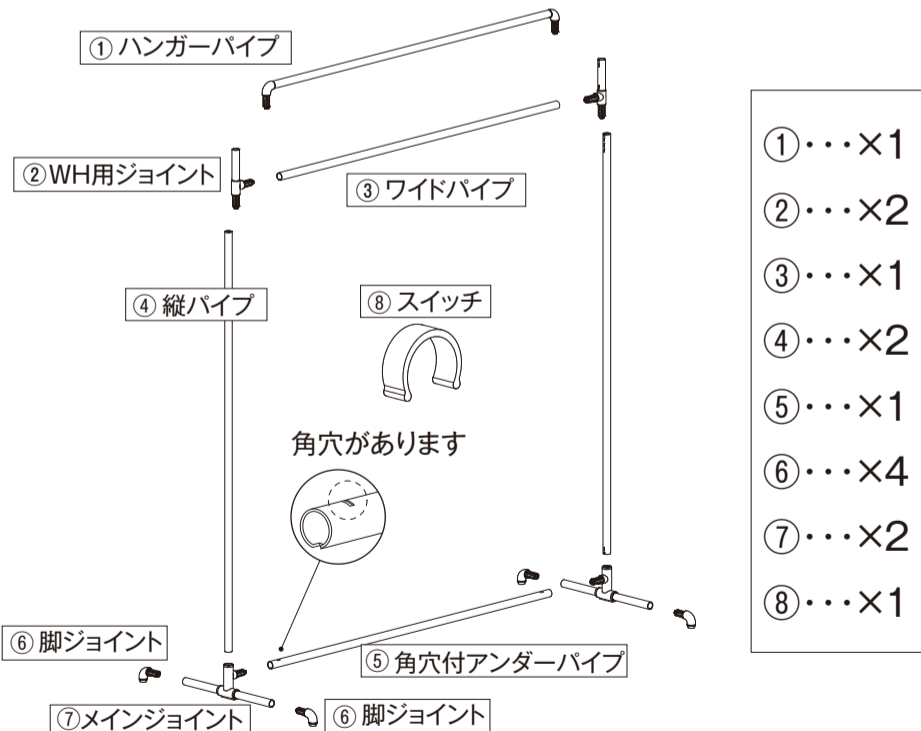 ① ハンガーパイプ
② WH用ジョイント
③ ワイドパイプ
④ 縦パイプ
⑧ スイッチ
角穴があります
⑥ 脚ジョイント
⑤ 角穴付アンダーパイプ
⑦メインジョイント
⑥ 脚ジョイント
①・・・×1
②・・・×2
③・・・×1
④・・・×2
⑤・・・×1
⑥・・・×4
⑦・・・×2
⑧・・・×1